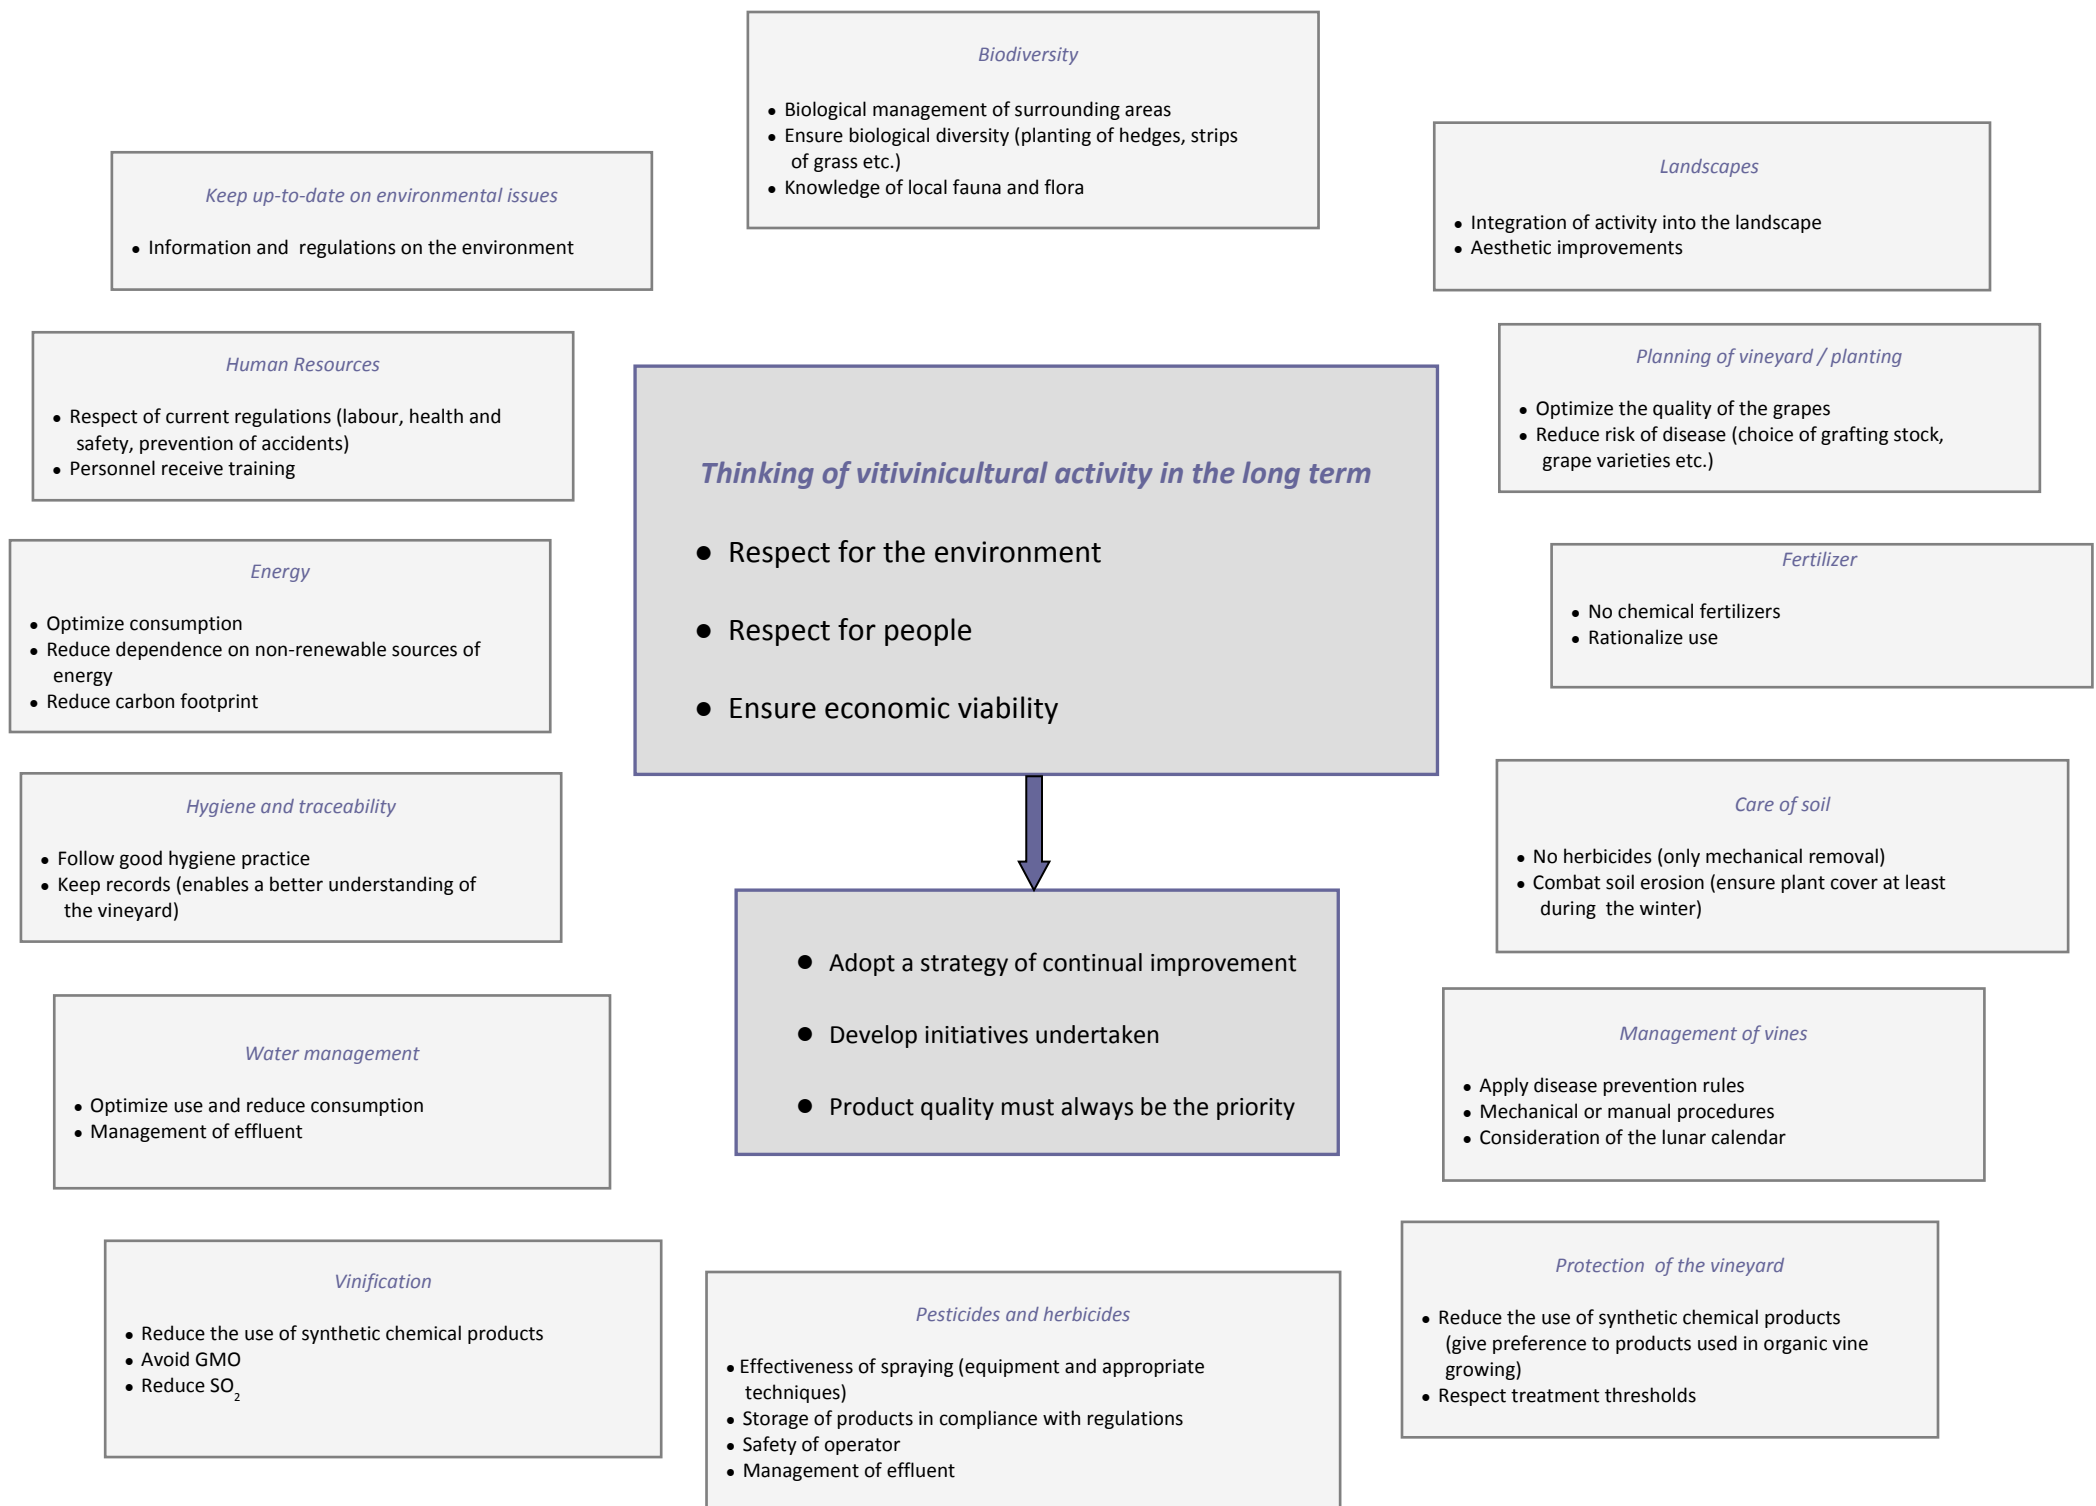 Biodiversity
● Biological management of surrounding areas
● Ensure biological diversity (planting of hedges, strips
of grass etc.)
● Knowledge of local fauna and flora
Landscapes
● Integration of activity into the landscape
● Aesthetic improvements
Keep up-to-date on environmental issues
● Information and  regulations on the environment
Human Resources
● Respect of current regulations (labour, health and
safety, prevention of accidents)
● Personnel receive training
Planning of vineyard / planting
● Optimize the quality of the grapes
● Reduce risk of disease (choice of grafting stock,
grape varieties etc.)
Thinking of vitivinicultural activity in the long term
● Respect for the environment
● Respect for people
● Ensure economic viability
Energy
● Optimize consumption
● Reduce dependence on non-renewable sources of
energy
● Reduce carbon footprint
Fertilizer
● No chemical fertilizers
● Rationalize use
Hygiene and traceability
● Follow good hygiene practice
● Keep records (enables a better understanding of
the vineyard)
Care of soil
● No herbicides (only mechanical removal)
● Combat soil erosion (ensure plant cover at least
during  the winter)
● Adopt a strategy of continual improvement
● Develop initiatives undertaken
● Product quality must always be the priority
Water management
● Optimize use and reduce consumption
● Management of effluent
Management of vines
● Apply disease prevention rules
● Mechanical or manual procedures
● Consideration of the lunar calendar
Vinification
● Reduce the use of synthetic chemical products
● Avoid GMO
● Reduce SO₂
Pesticides and herbicides
● Effectiveness of spraying (equipment and appropriate
techniques)
● Storage of products in compliance with regulations
● Safety of operator
● Management of effluent
Protection  of the vineyard
● Reduce the use of synthetic chemical products
(give preference to products used in organic vine
growing)
● Respect treatment thresholds